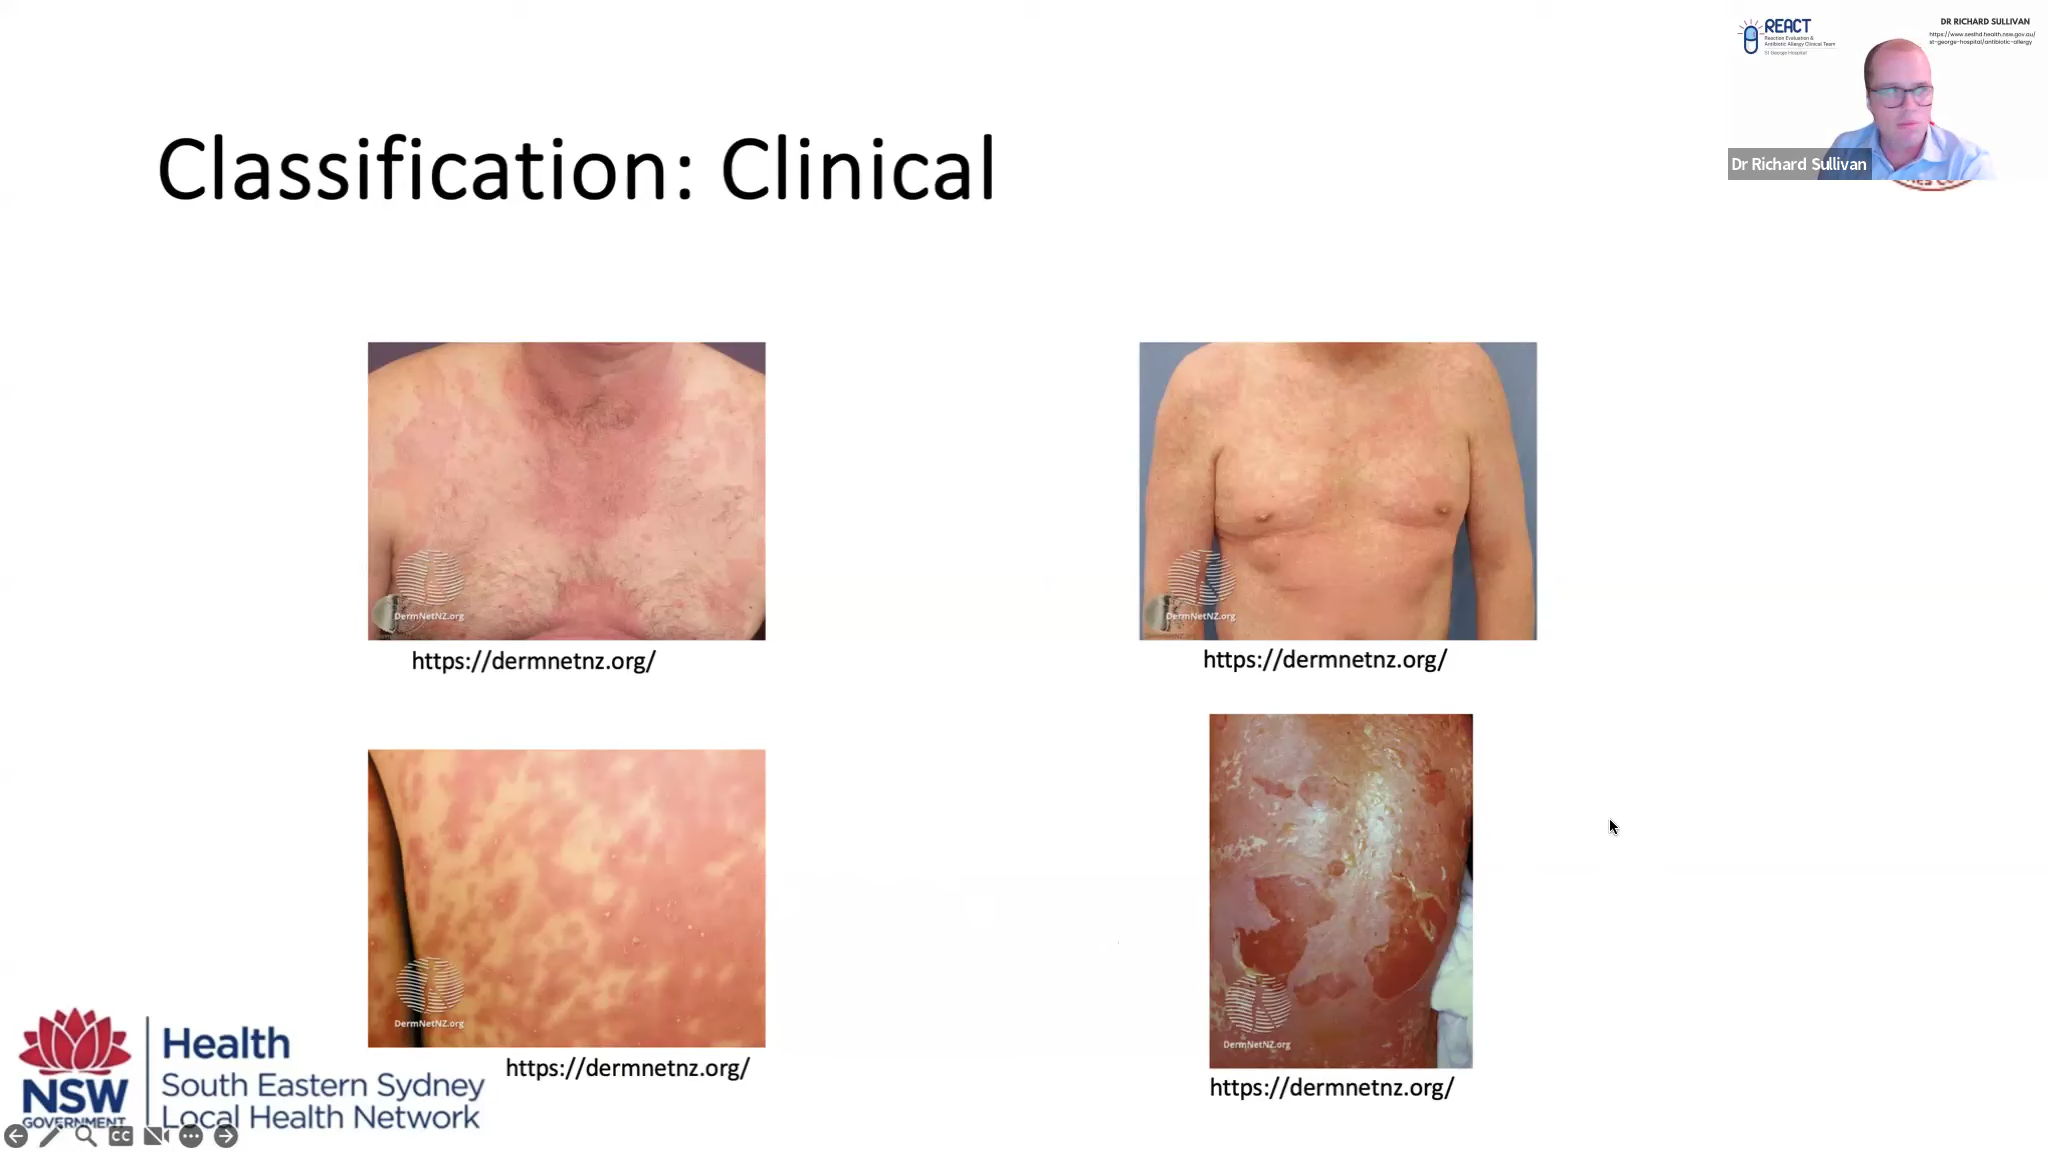 REACT
Reaction Evaluation &
Antibiotic Allergy Clinical Team
St George Hospital
DR RICHARD SULLIVAN
https://www.seslhd.health.nsw.gov.au/
st-george-hospital/antibiotic-allergy
Dr Richard Sullivan
Classification: Clinical
DermNetNZ.org
https://dermnetnz.org/
DermNetNZ.org
https://dermnetnz.org/
DermNetNZ.org
https://dermnetnz.org/
DermNetNZ.org
https://dermnetnz.org/
NSW
GOVERNMENT
Health
South Eastern Sydney
Local Health Network
CC